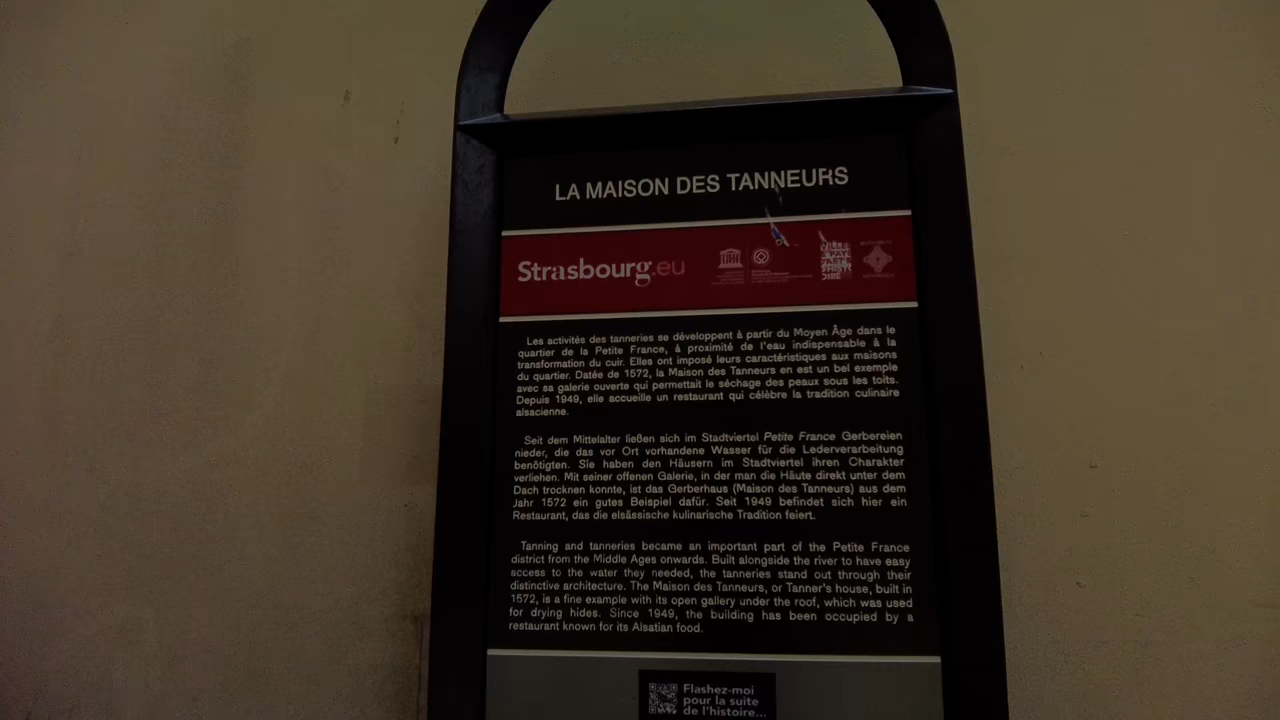 LA MAISON DES TANNEURS
Strasbourg.eu
Les activités des tanneries se développent à partir du Moyen Âge dans le
quartier de la Petite France, à proximité de l'eau indispensable à la
transformation du cuir. Elles ont imposé leurs caractéristiques aux maisons
du quartier. Datée de 1572, la Maison des Tanneurs en est un bel exemple
avec sa galerie ouverte qui permettait le séchage des peaux sous les toits.
Depuis 1949, elle accueille un restaurant qui célèbre la tradition culinaire
alsacienne.
Seit dem Mittelalter ließen sich im Stadtviertel Petite France Gerbereien
nieder, die das vor Ort vorhandene Wasser für die Lederverarbeitung
benötigten. Sie haben den Häusern im Stadtviertel ihren Charakter
verliehen. Mit seiner offenen Galerie, in der man die Häute direkt unter dem
Dach trocknen konnte, ist das Gerberhaus (Maison des Tanneurs) aus dem
Jahr 1572 ein gutes Beispiel dafür. Seit 1949 befindet sich hier ein
Restaurant, das die elsässische kulinarische Tradition feiert.
Tanning and tanneries became an important part of the Petite France
district from the Middle Ages onwards. Built alongside the river to have easy
access to the water they needed, the tanneries stand out through their
distinctive architecture. The Maison des Tanneurs, or Tanner's house, built in
1572, is a fine example with its open gallery under the roof, which was used
for drying hides. Since 1949, the building has been occupied by a
restaurant known for its Alsatian food.
Flashez-moi
pour la suite
de l'histoire...